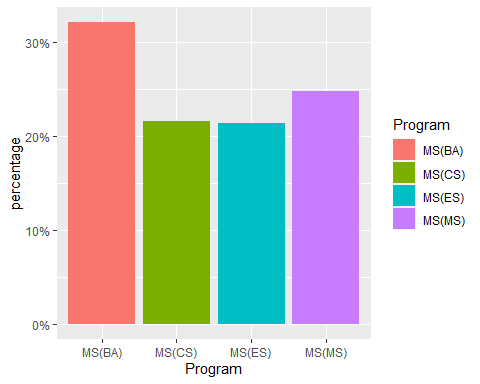 percentage
30%
20%
10%
0%
MS(BA) MS(CS) MS(ES) MS(MS)
Program
Program
MS(BA)
MS(CS)
MS(ES)
MS(MS)